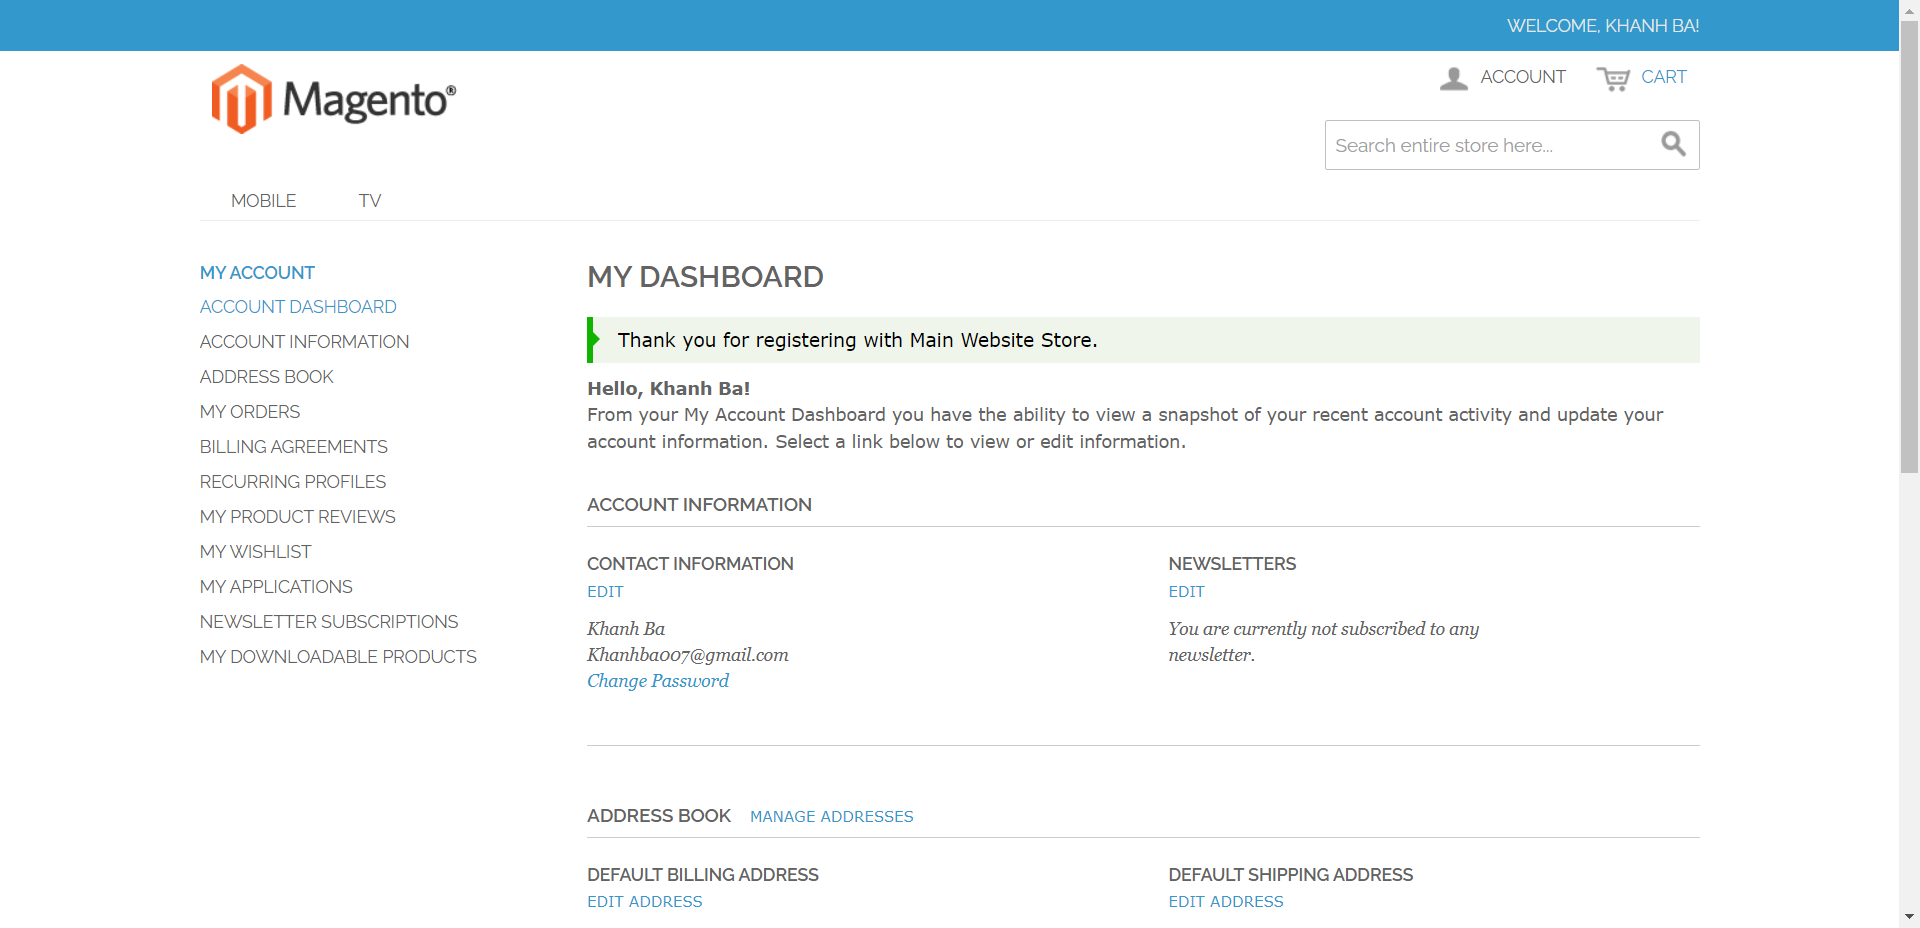 WELCOME, KHANH BA!
Magento®
ACCOUNT
CART
Search entire store here...
MOBILE
TV
MY ACCOUNT
ACCOUNT DASHBOARD
ACCOUNT INFORMATION
ADDRESS BOOK
MY ORDERS
BILLING AGREEMENTS
RECURRING PROFILES
MY PRODUCT REVIEWS
MY WISHLIST
MY APPLICATIONS
NEWSLETTER SUBSCRIPTIONS
MY DOWNLOADABLE PRODUCTS
MY DASHBOARD
Thank you for registering with Main Website Store.
Hello, Khanh Ba!
From your My Account Dashboard you have the ability to view a snapshot of your recent account activity and update your
account information. Select a link below to view or edit information.
ACCOUNT INFORMATION
CONTACT INFORMATION
EDIT
Khanh Ba
Khanhba007@gmail.com
Change Password
NEWSLETTERS
EDIT
You are currently not subscribed to any
newsletter.
ADDRESS BOOK
MANAGE ADDRESSES
DEFAULT BILLING ADDRESS
EDIT ADDRESS
DEFAULT SHIPPING ADDRESS
EDIT ADDRESS